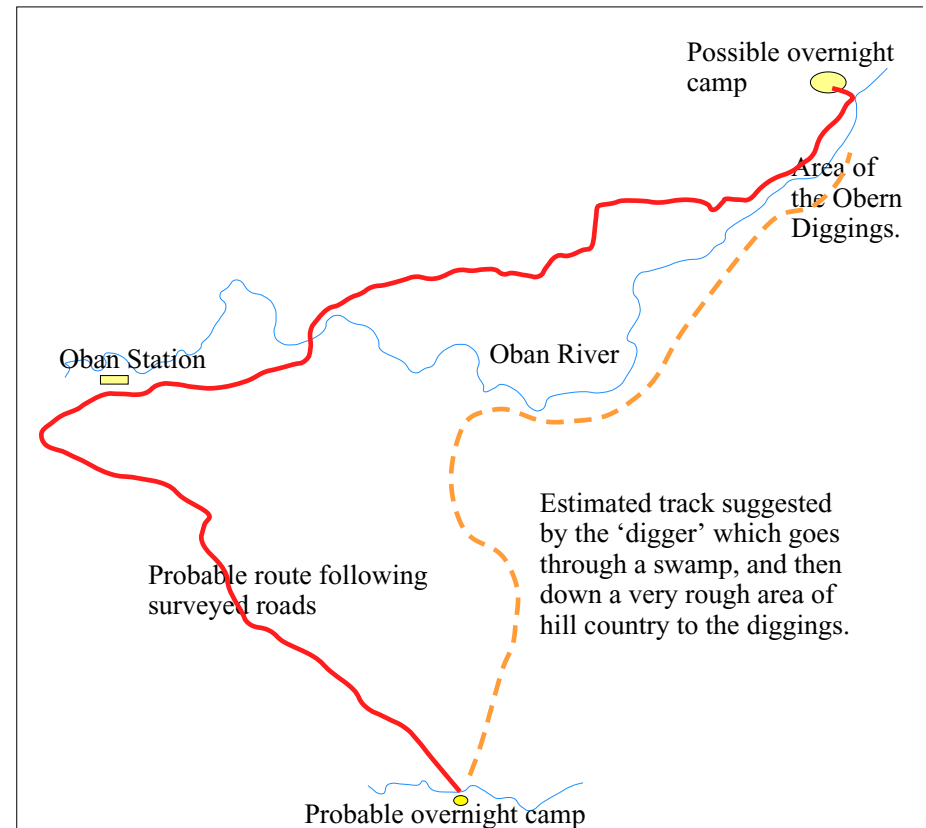 Possible overnight
camp
Area of
the Obern
Diggings.
Oban Station
Oban River
Estimated track suggested
by the ‘digger’ which goes
through a swamp, and then
down a very rough area of
hill country to the diggings.
Probable route following
surveyed roads
Probable overnight camp